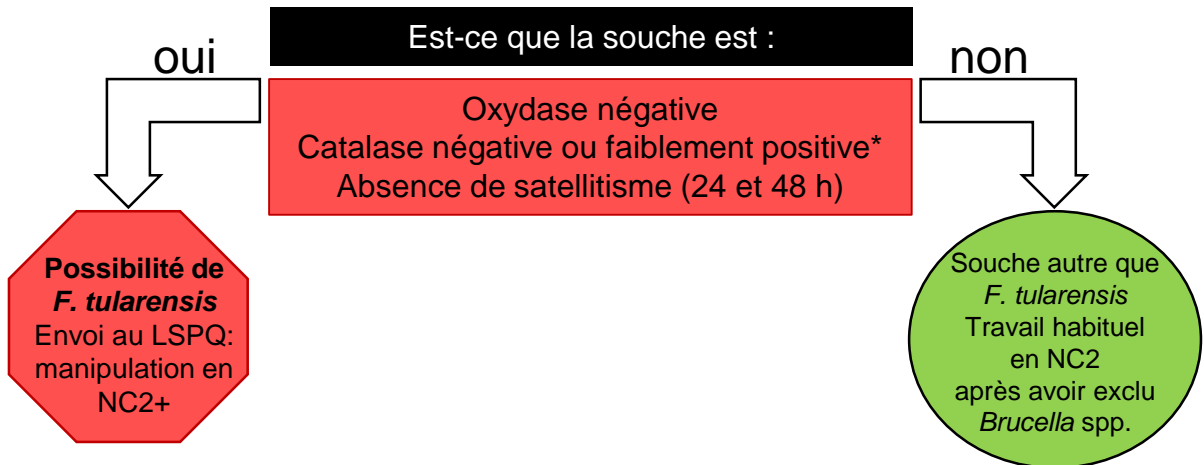 Est-ce que la souche est :
oui
non
Oxydase négative
Catalase négative ou faiblement positive*
Absence de satellitisme (24 et 48 h)
Possibilité de
F. tularensis
Envoi au LSPQ:
manipulation en
NC2+
Souche autre que
F. tularensis
Travail habituel
en NC2
après avoir exclu
Brucella spp.